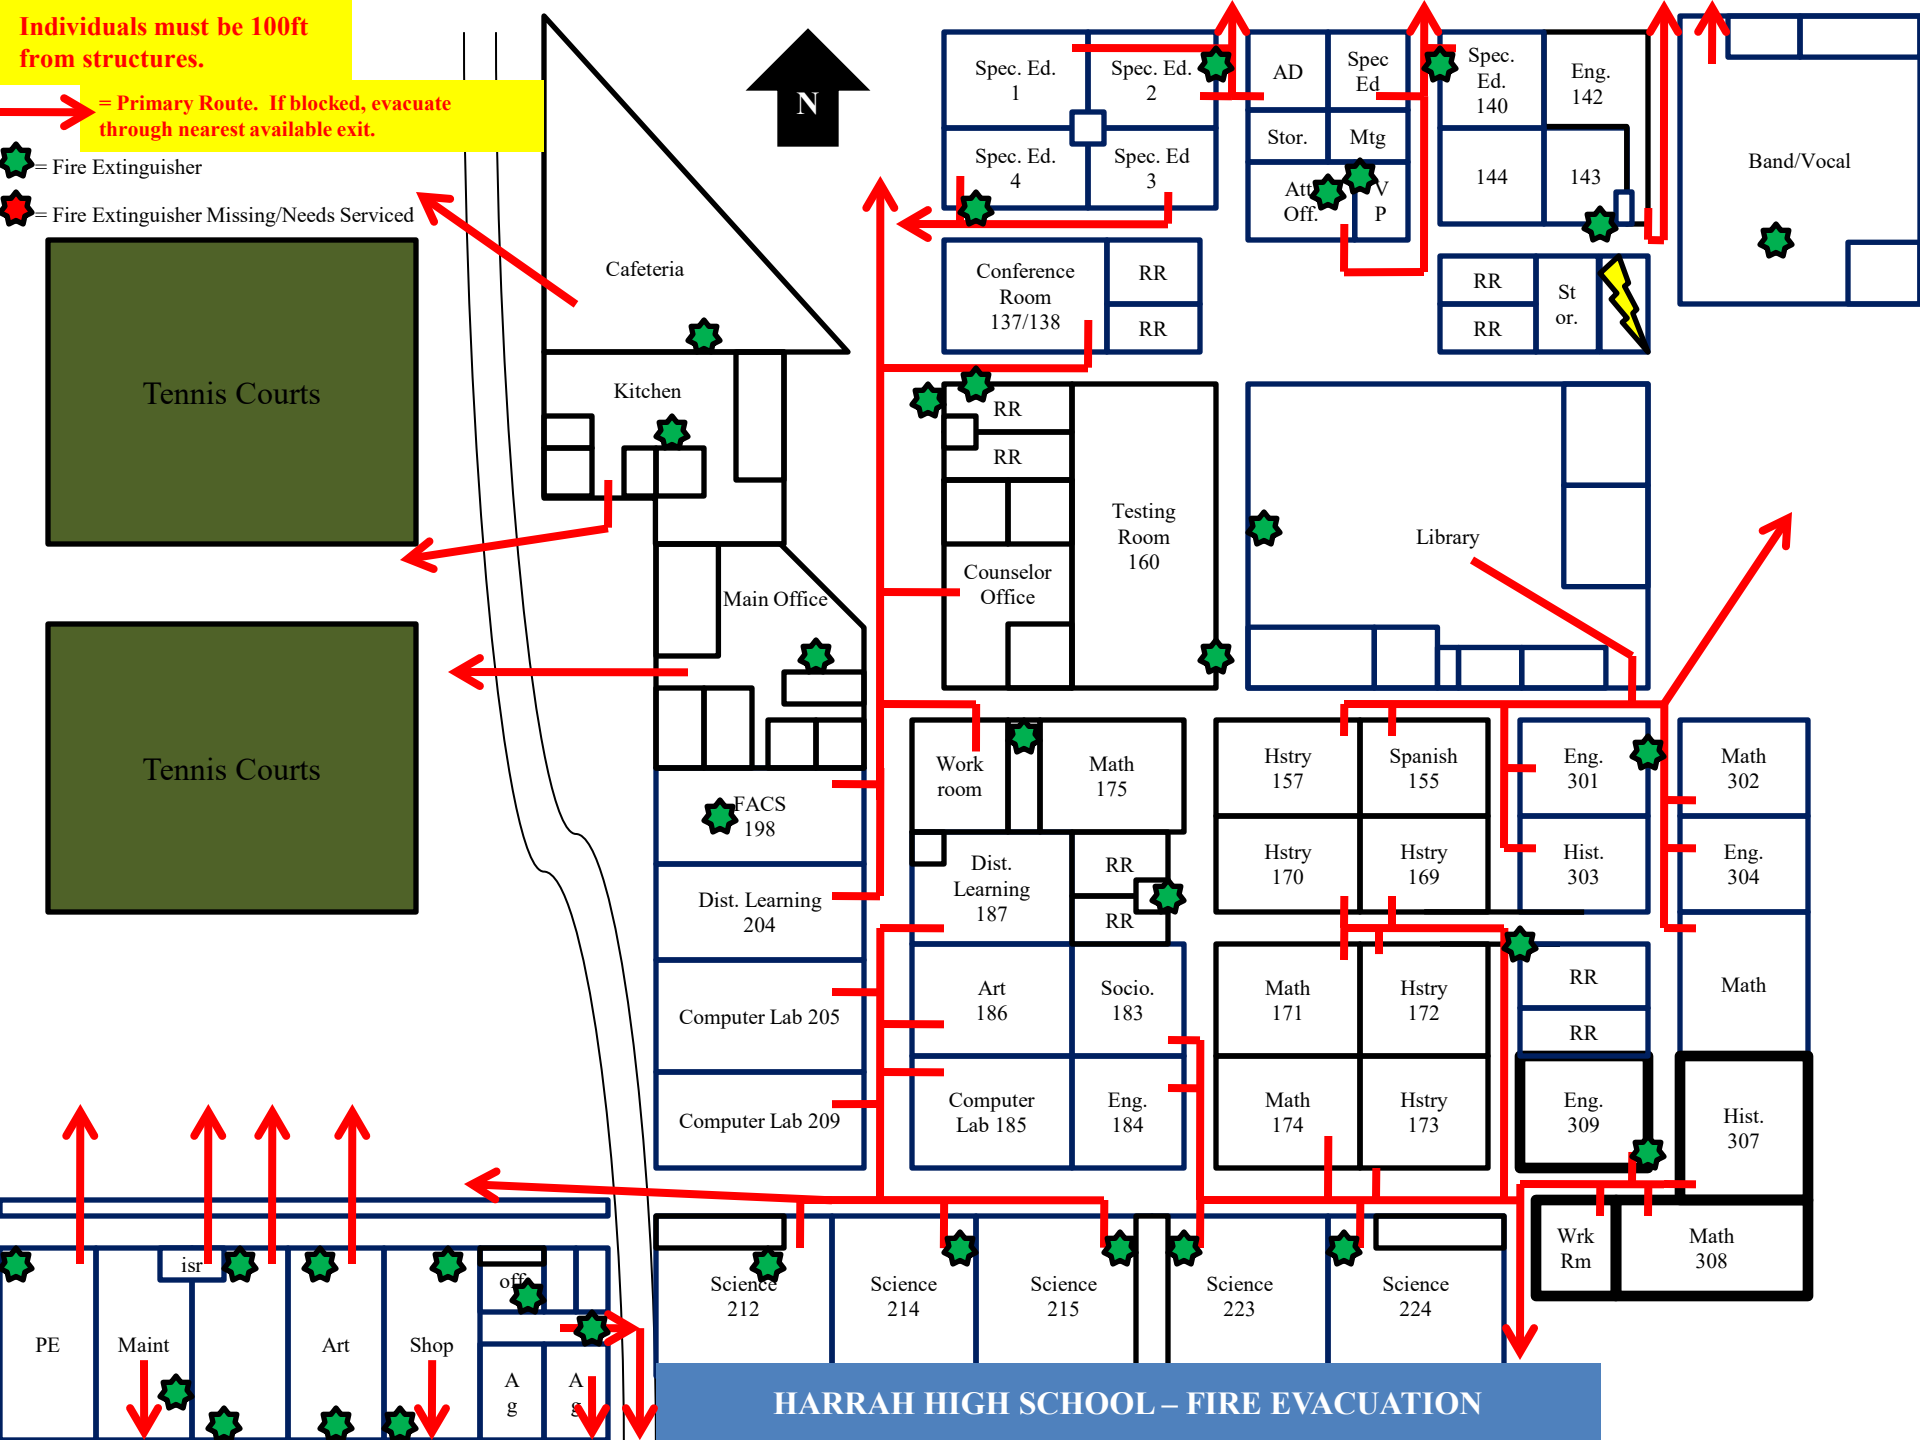 Individuals must be 100ft
from structures.
= Primary Route.  If blocked, evacuate
through nearest available exit.
= Fire Extinguisher
= Fire Extinguisher Missing/Needs Serviced
N
Tennis Courts
Tennis Courts
Cafeteria
Kitchen
Main Office
FACS
198
Dist. Learning
204
Computer Lab 205
Computer Lab 209
Spec. Ed.
1
Spec. Ed.
2
Spec. Ed.
4
Spec. Ed
3
AD
Spec
Ed
Stor.
Mtg
Att
Off.
V
P
Spec.
Ed.
140
Eng.
142
144
143
Band/Vocal
Conference
Room
137/138
RR
RR
RR
RR
St
or.
RR
RR
Testing
Room
160
Counselor
Office
Library
Work
room
Math
175
Dist.
Learning
187
RR
RR
Art
186
Socio.
183
Computer
Lab 185
Eng.
184
Hstry
157
Spanish
155
Hstry
170
Hstry
169
Math
171
Hstry
172
Math
174
Hstry
173
Eng.
301
Hist.
303
RR
RR
Eng.
309
Math
302
Eng.
304
Math
Hist.
307
Wrk
Rm
Math
308
Science
212
Science
214
Science
215
Science
223
Science
224
PE
Maint
isr
Art
Shop
off
A
g
A
g
HARRAH HIGH SCHOOL – FIRE EVACUATION